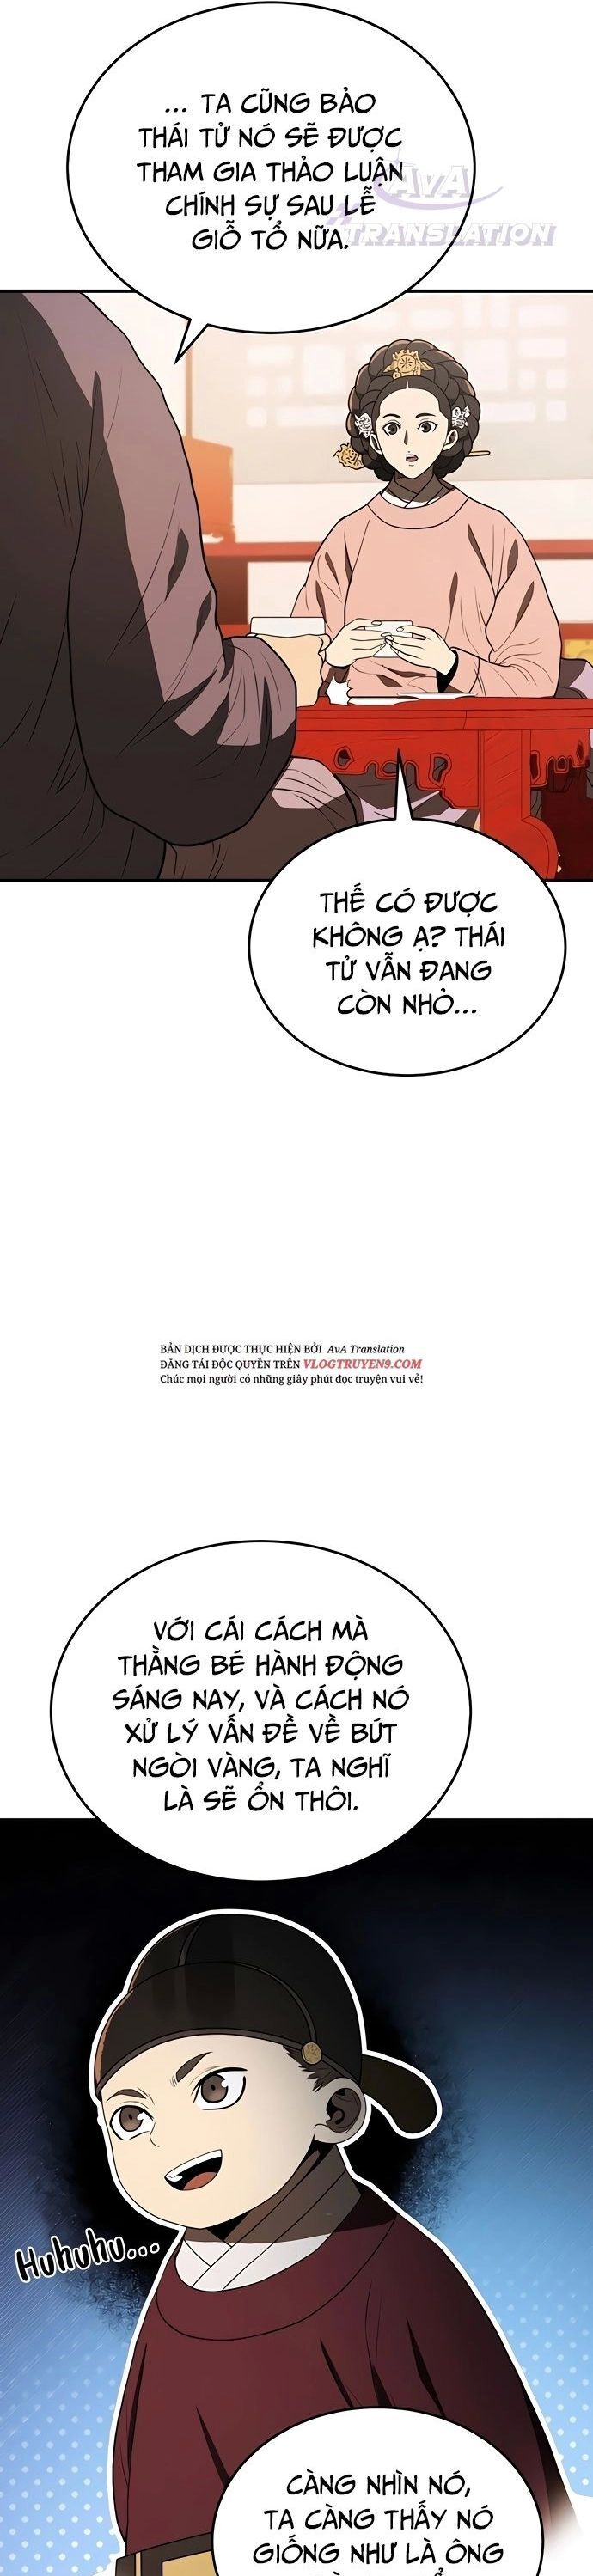 ... TA CŨNG BẢO
THÁI TỬ NÓ SẼ ĐƯỢC
THAM GIA THẢO LUẬN
CHÍNH SỰ SAU LỄ
GIỖ TỔ NỮA.
AVA
TRANSLATION
THẾ CÓ ĐƯỢC
KHÔNG Ạ? THÁI
TỬ VẪN ĐANG
CÒN NHỎ...
BẢN DỊCH ĐƯỢC THỰC HIỆN BỞI AvA Translation
ĐĂNG TẢI ĐỘC QUYỀN TRÊN VLOGTRUYEN9.COM
Chúc mọi người có những giây phút đọc truyện vui vẻ!
VỚI CÁI CÁCH MÀ
THẰNG BÉ HÀNH ĐỘNG
SÁNG NAY, VÀ CÁCH NÓ
XỬ LÝ VẤN ĐỀ VỀ BÚT
NGÒI VÀNG, TA NGHĨ
LÀ SẼ ỔN THÔI.
Huhuhu...
CÀNG NHÌN NÓ,
TA CÀNG THẤY NÓ
GIỐNG NHƯ LÀ ÔNG